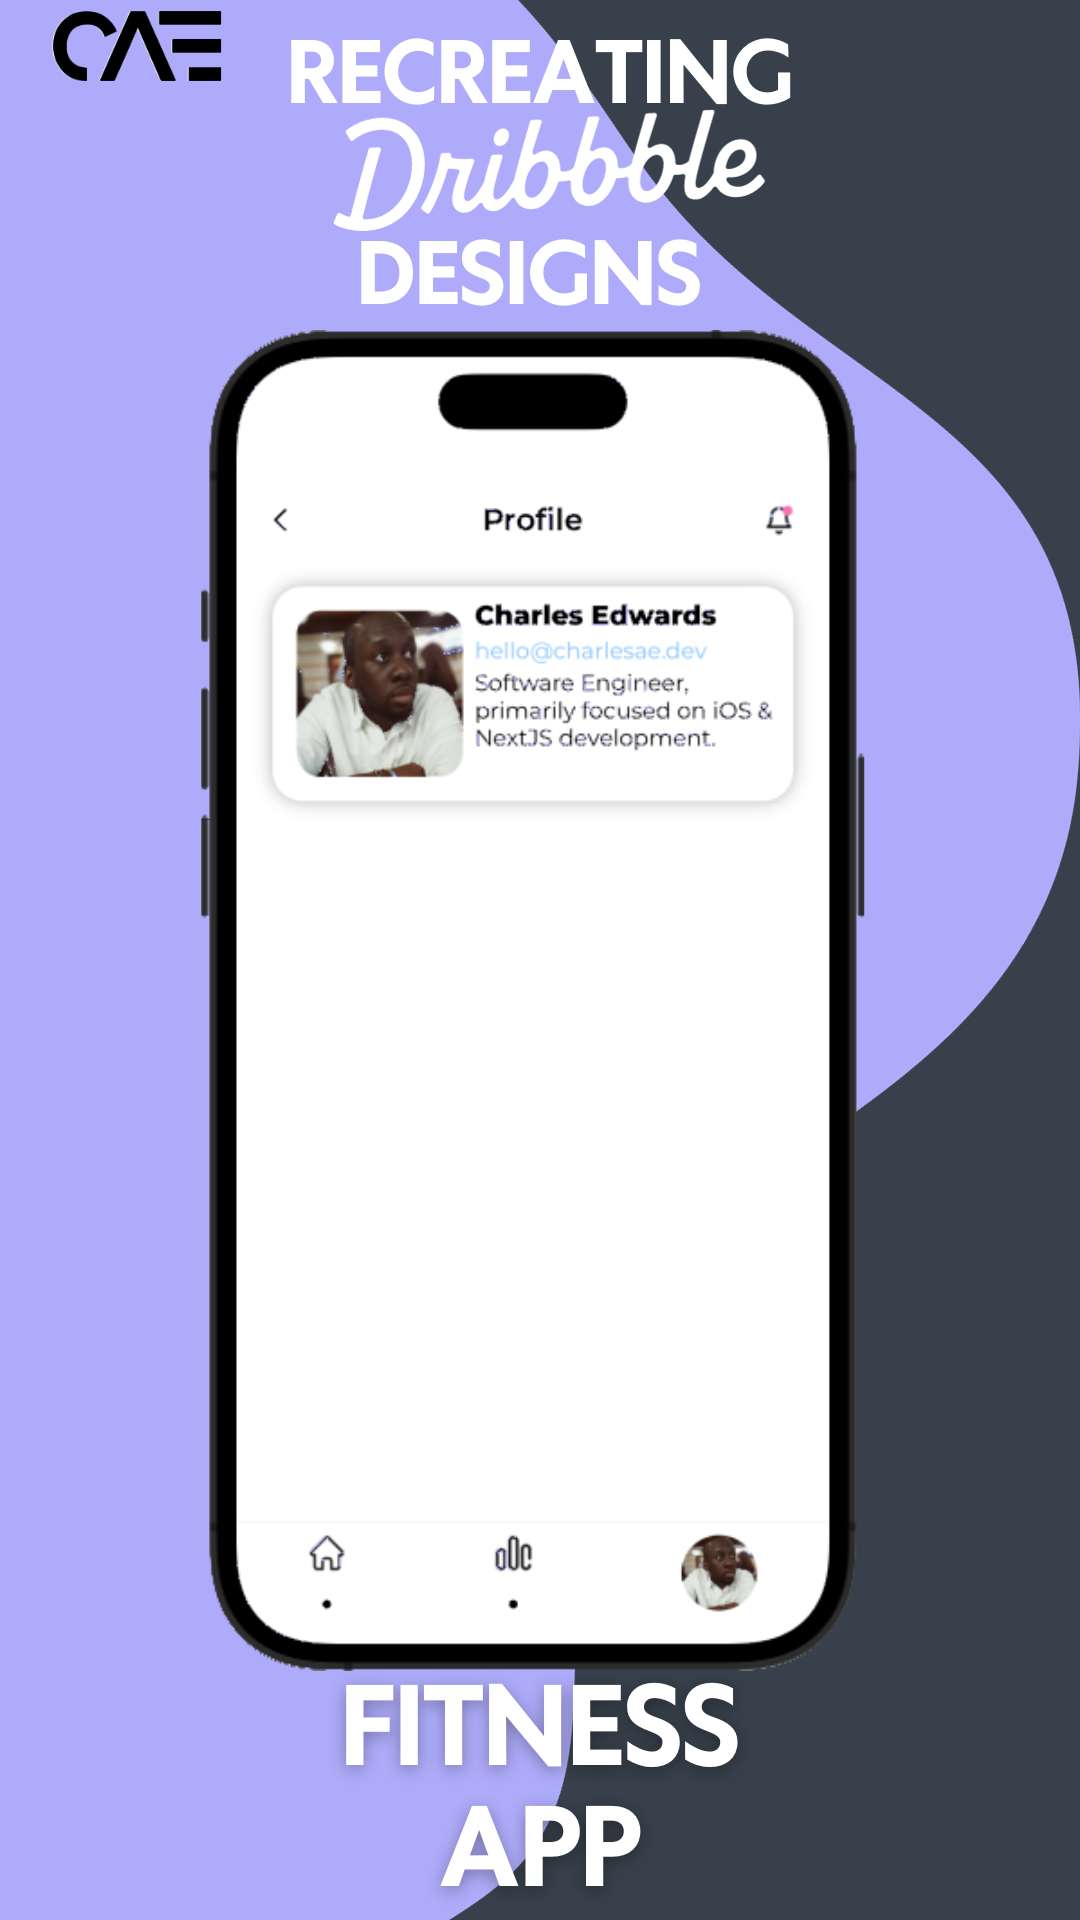 CAE
RECREATING
Dribbble
DESIGNS
Profile
Charles Edwards
hello@charlesae.dev
Software Engineer,
primarily focused on iOS &
NextJS development.
FITNESS
APP